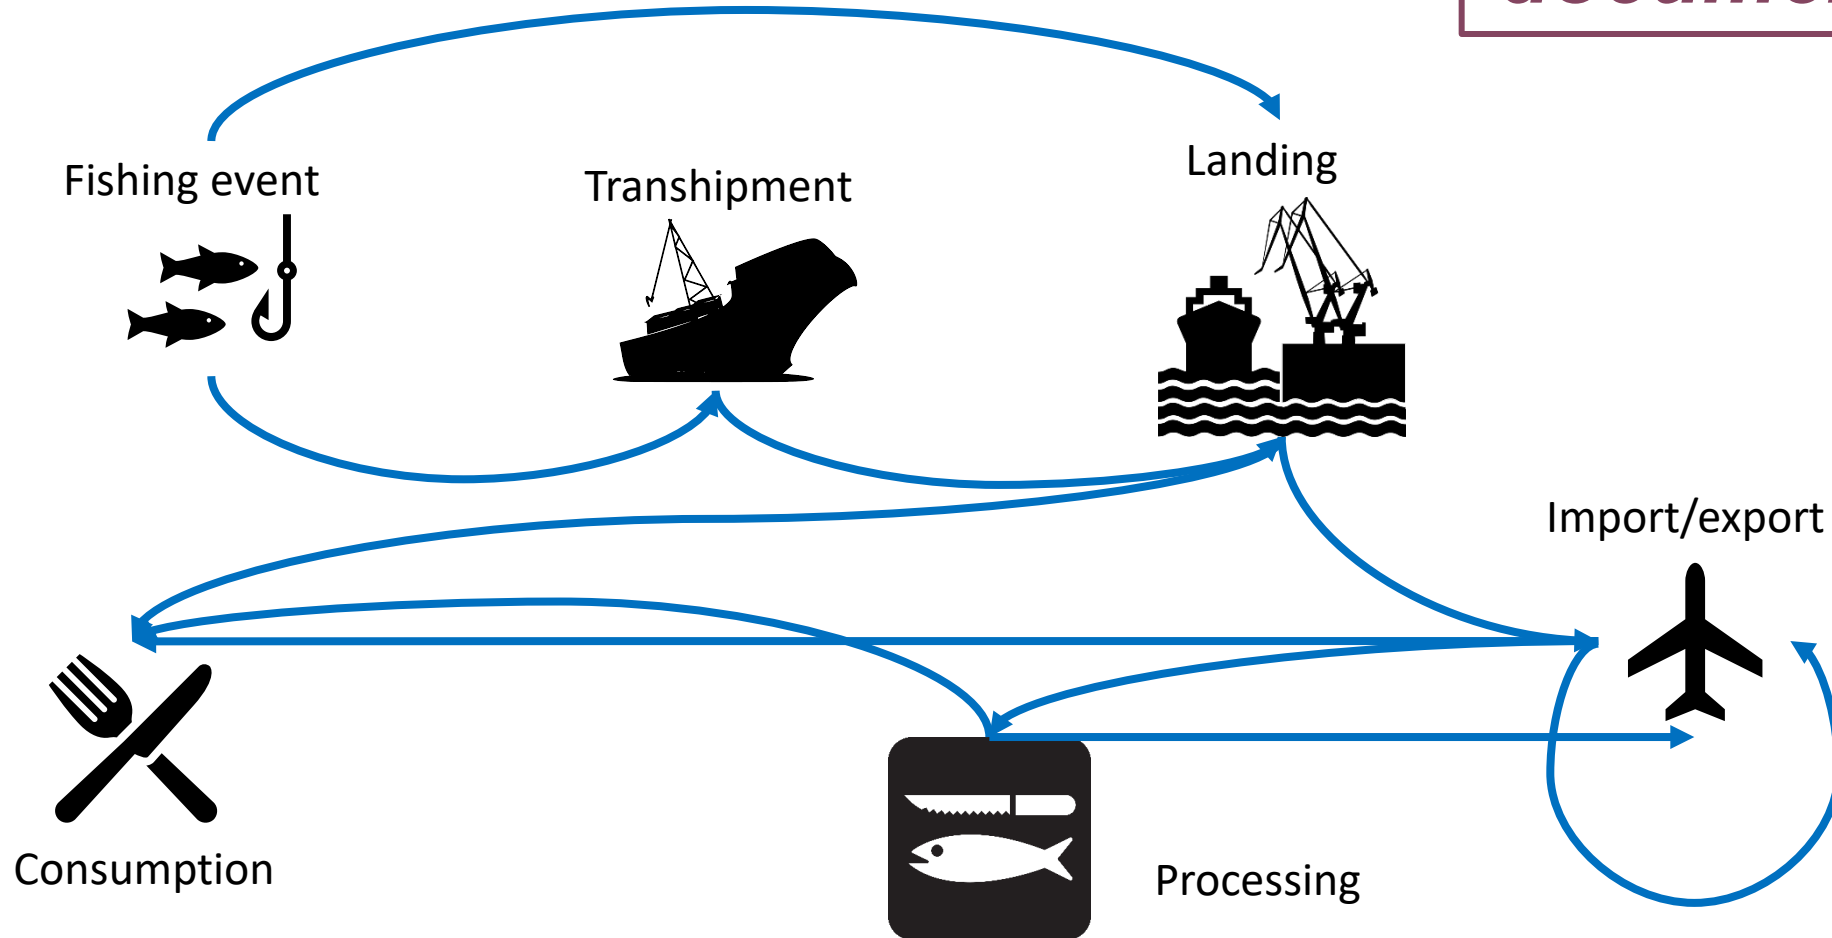 Fishing event
Transhipment
Landing
Import/export
Consumption
Processing